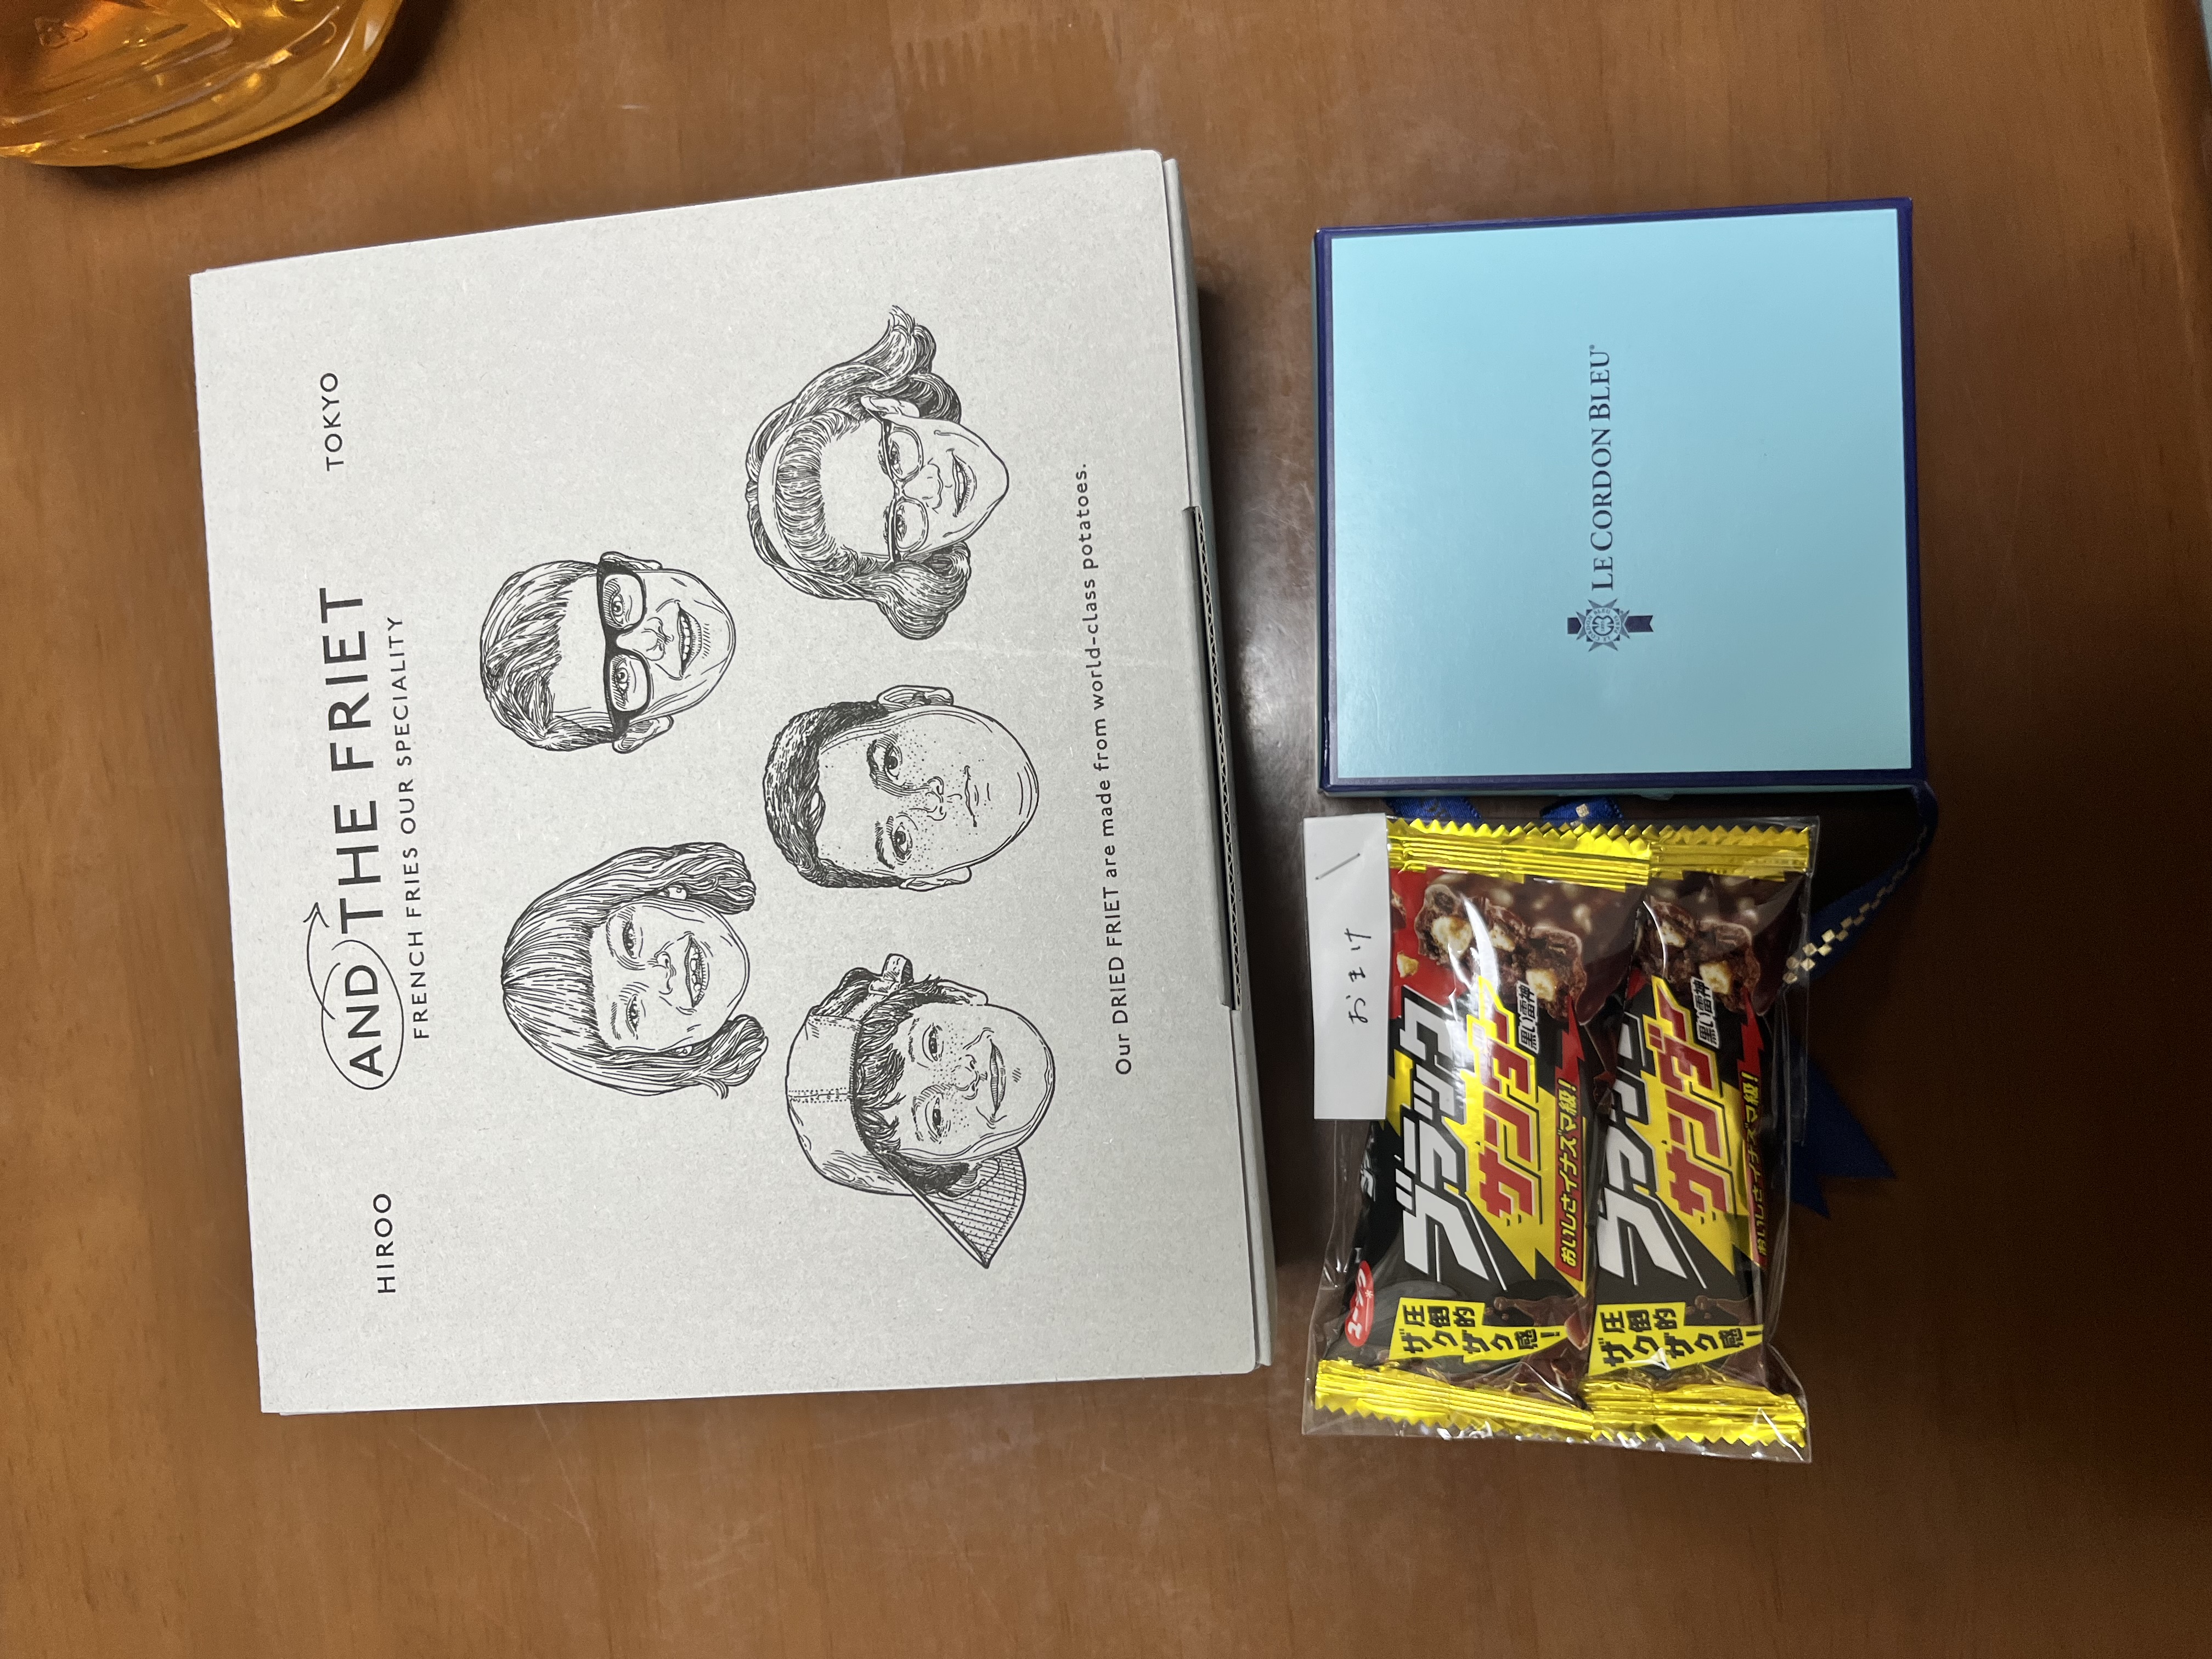 HIROO
AND THE FRIET
TOKYO
FRENCH FRIES OUR SPECIALITY
Our DRIED FRIET are made from world-class potatoes.
おまけ
ユーラク
圧倒的
ザクザク感!
ブラック
サンダー
黒い雷神
おいしさイナズマ級!
圧倒的
ザクザク感!
ブラック
サンダー
黒い雷神
おいしさイナズマ級!
LE CORDON BLEU®